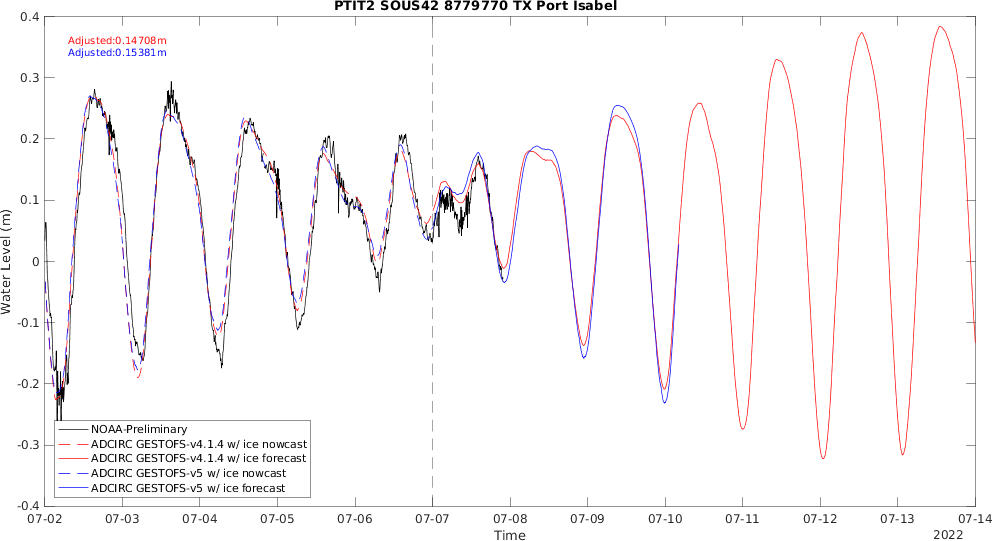 PTIT2 SOUS42 8779770 TX Port Isabel
Adjusted:0.14708m
Adjusted:0.15381m
0.4
0.3
0.2
0.1
0
-0.1
-0.2
-0.3
-0.4
Water Level (m)
NOAA-Preliminary
ADCIRC GESTOFS-v4.1.4 w/ ice nowcast
ADCIRC GESTOFS-v4.1.4 w/ ice forecast
ADCIRC GESTOFS-v5 w/ ice nowcast
ADCIRC GESTOFS-v5 w/ ice forecast
07-02 07-03 07-04 07-05 07-06 07-07 07-08 07-09 07-10 07-11 07-12 07-13 07-14
Time
2022